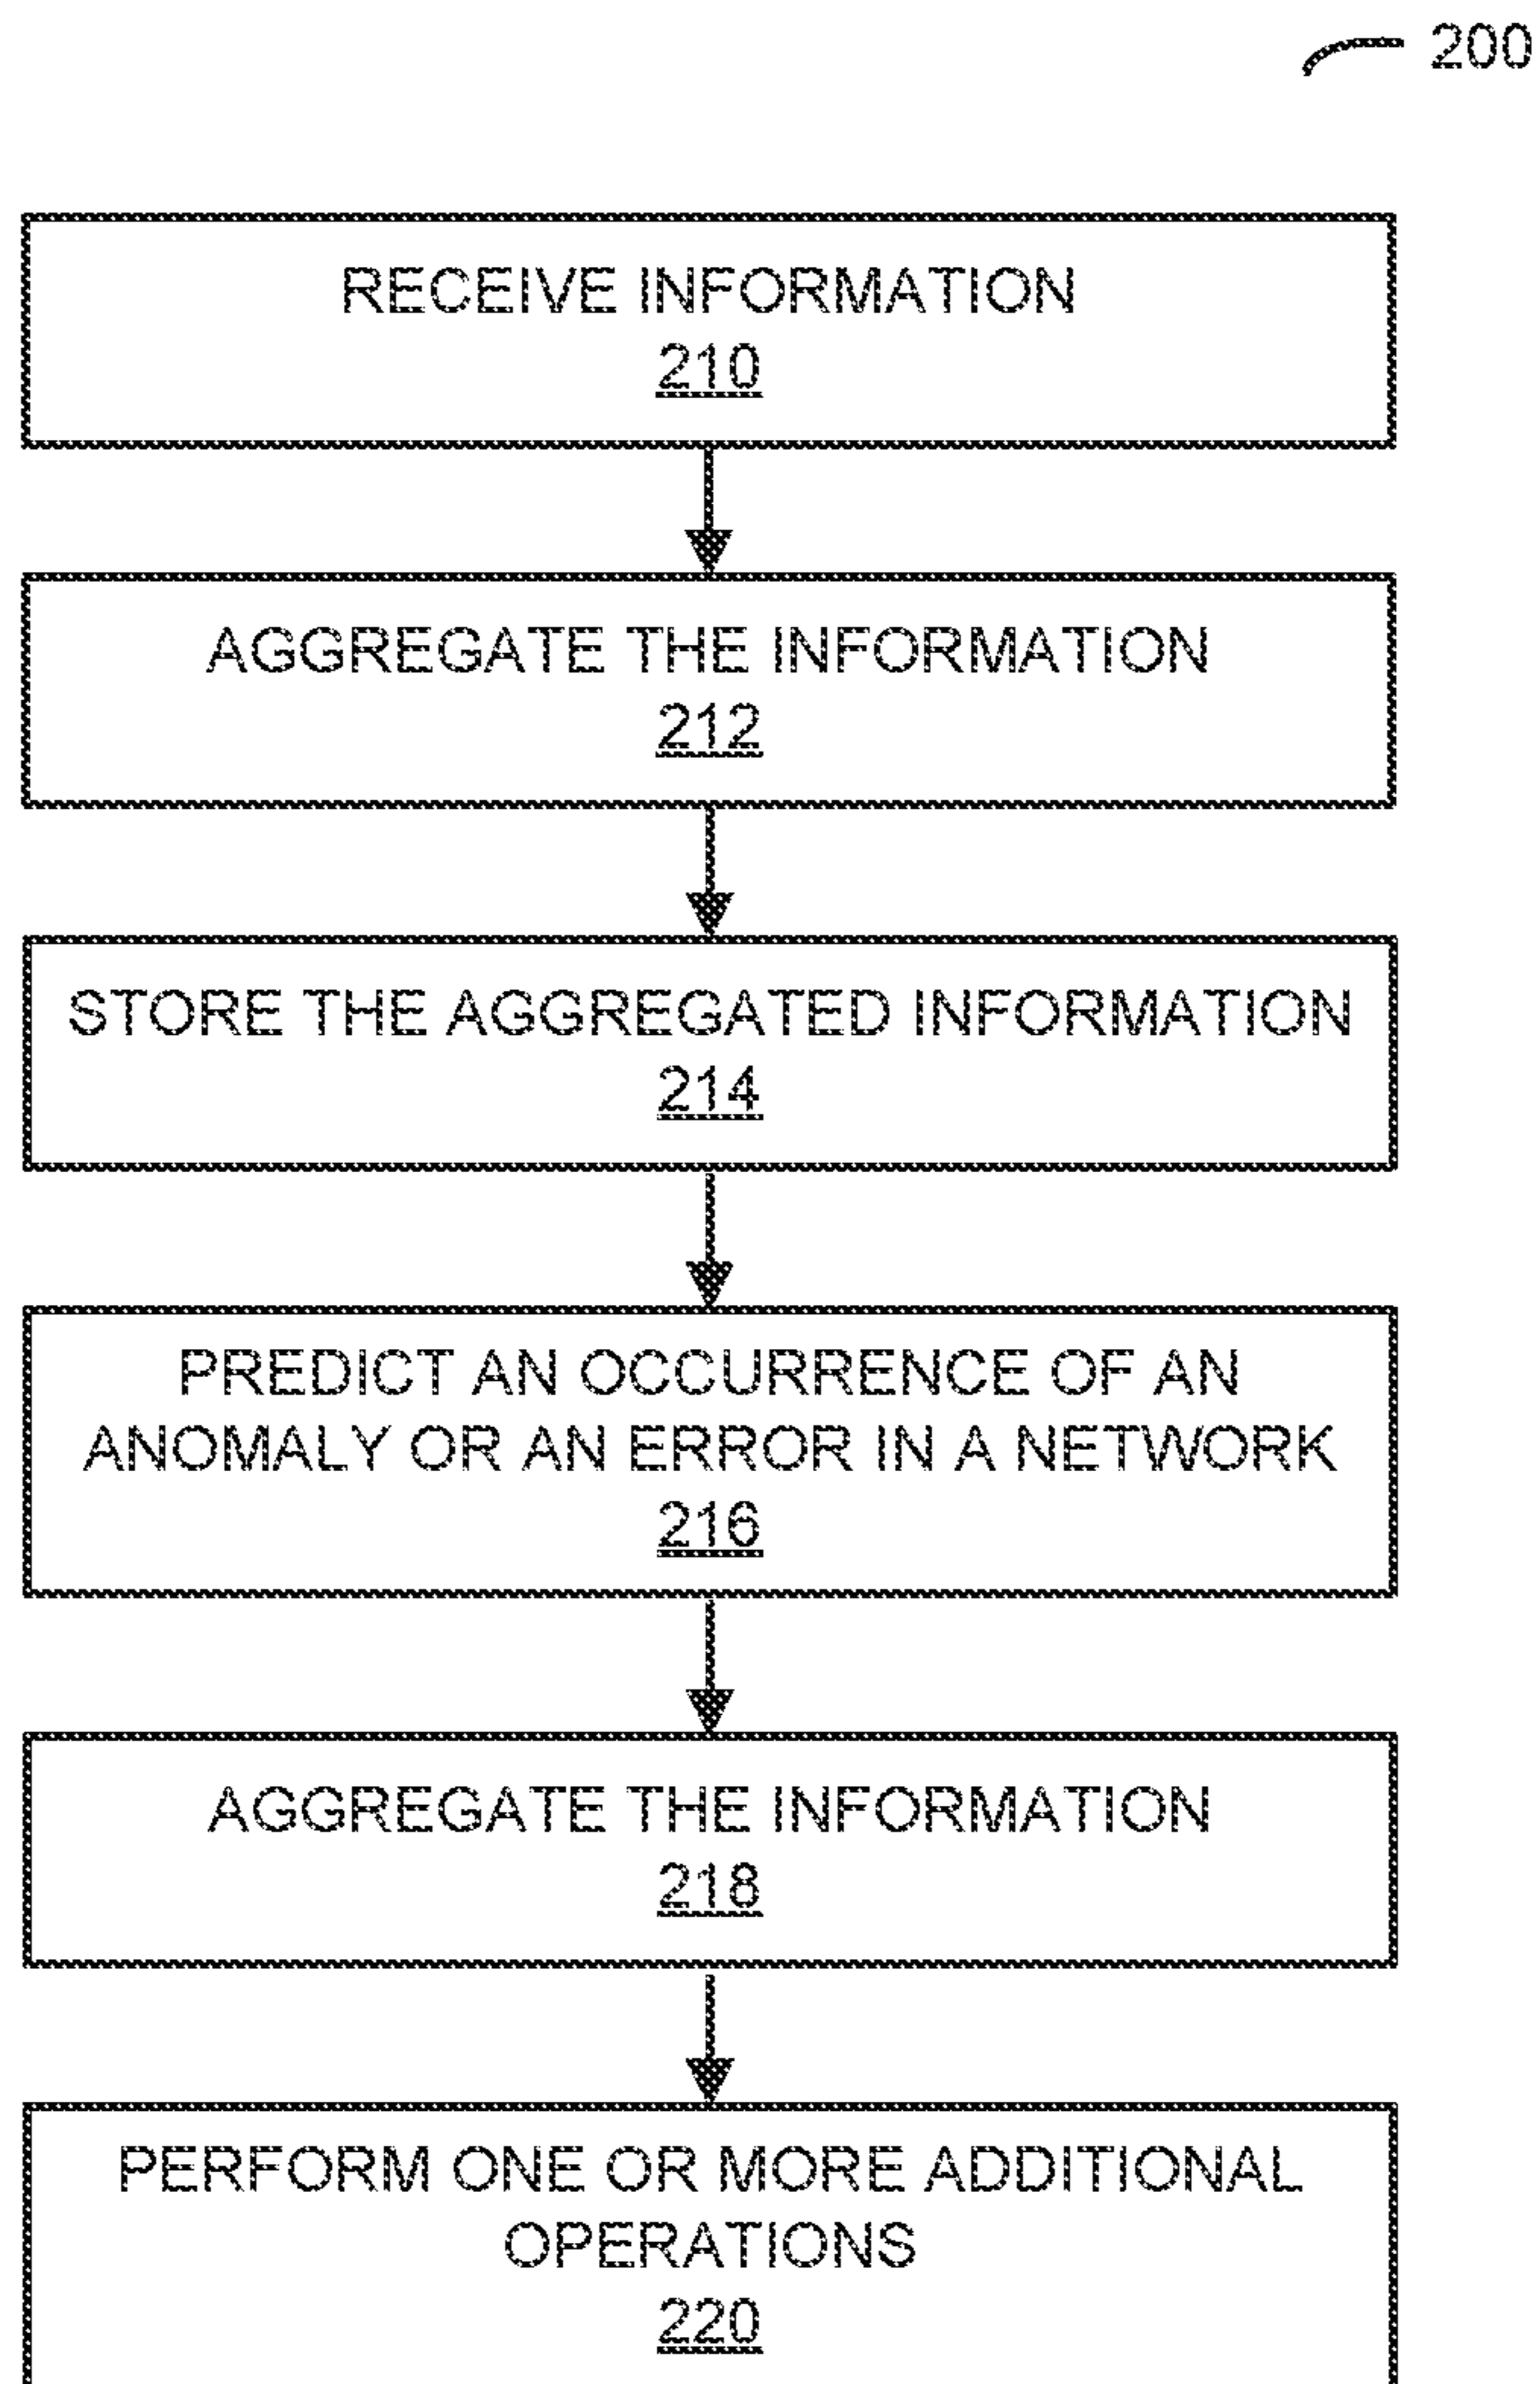 200
RECEIVE INFORMATION
210
AGGREGATE THE INFORMATION
212
STORE THE AGGREGATED INFORMATION
214
PREDICT AN OCCURRENCE OF AN
ANOMALY OR AN ERROR IN A NETWORK
216
AGGREGATE THE INFORMATION
218
PERFORM ONE OR MORE ADDITIONAL
OPERATIONS
220